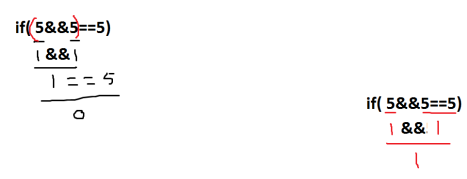 if((5&&5)==5)
1 &&1
1 = = 5
0
if( 5&&5==5)
1 && 1
1